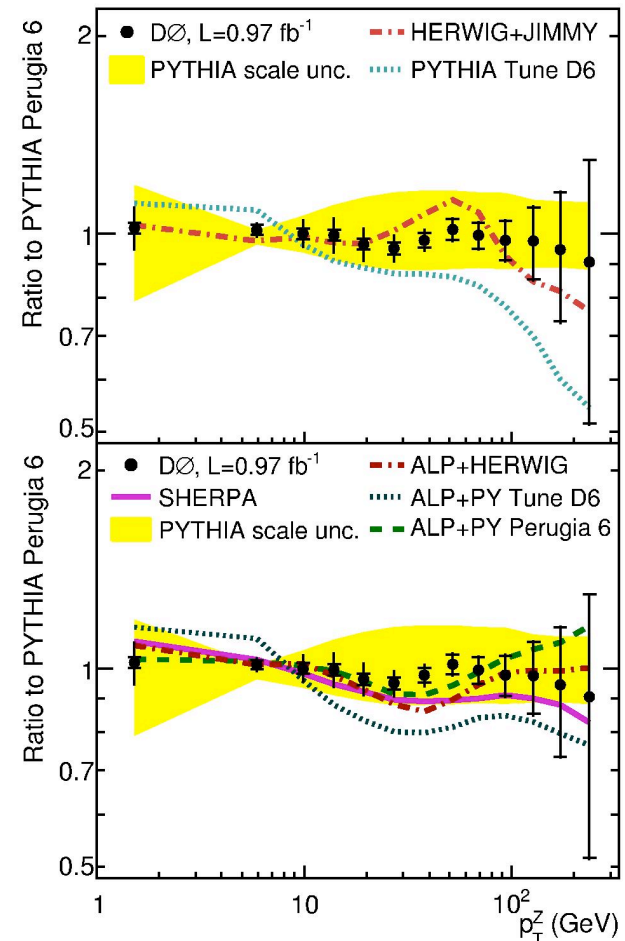 Ratio to PYTHIA Perugia 6
2
1
0.7
0.5
DØ, L=0.97 fb⁻¹
PYTHIA scale unc.
HERWIG+JIMMY
PYTHIA Tune D6
Ratio to PYTHIA Perugia 6
2
1
0.7
0.5
DØ, L=0.97 fb⁻¹
SHERPA
PYTHIA scale unc.
ALP+HERWIG
ALP+PY Tune D6
ALP+PY Perugia 6
1
10
10²
p_T^Z (GeV)